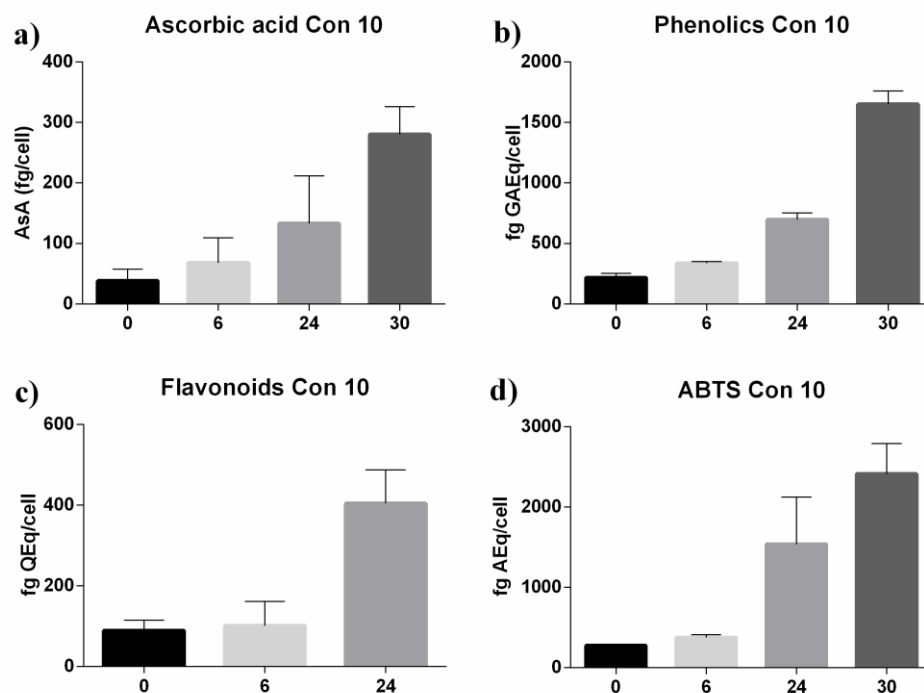 a)
Ascorbic acid Con 10
AsA (fg/cell)
400
300
200
100
0
0 6 24 30
b)
Phenolics Con 10
fg GAEq/cell
2000
1500
1000
500
0
0 6 24 30
c)
Flavonoids Con 10
fg QEq/cell
600
400
200
0
0 6 24
d)
ABTS Con 10
fg AEq/cell
3000
2000
1000
0
0 6 24 30